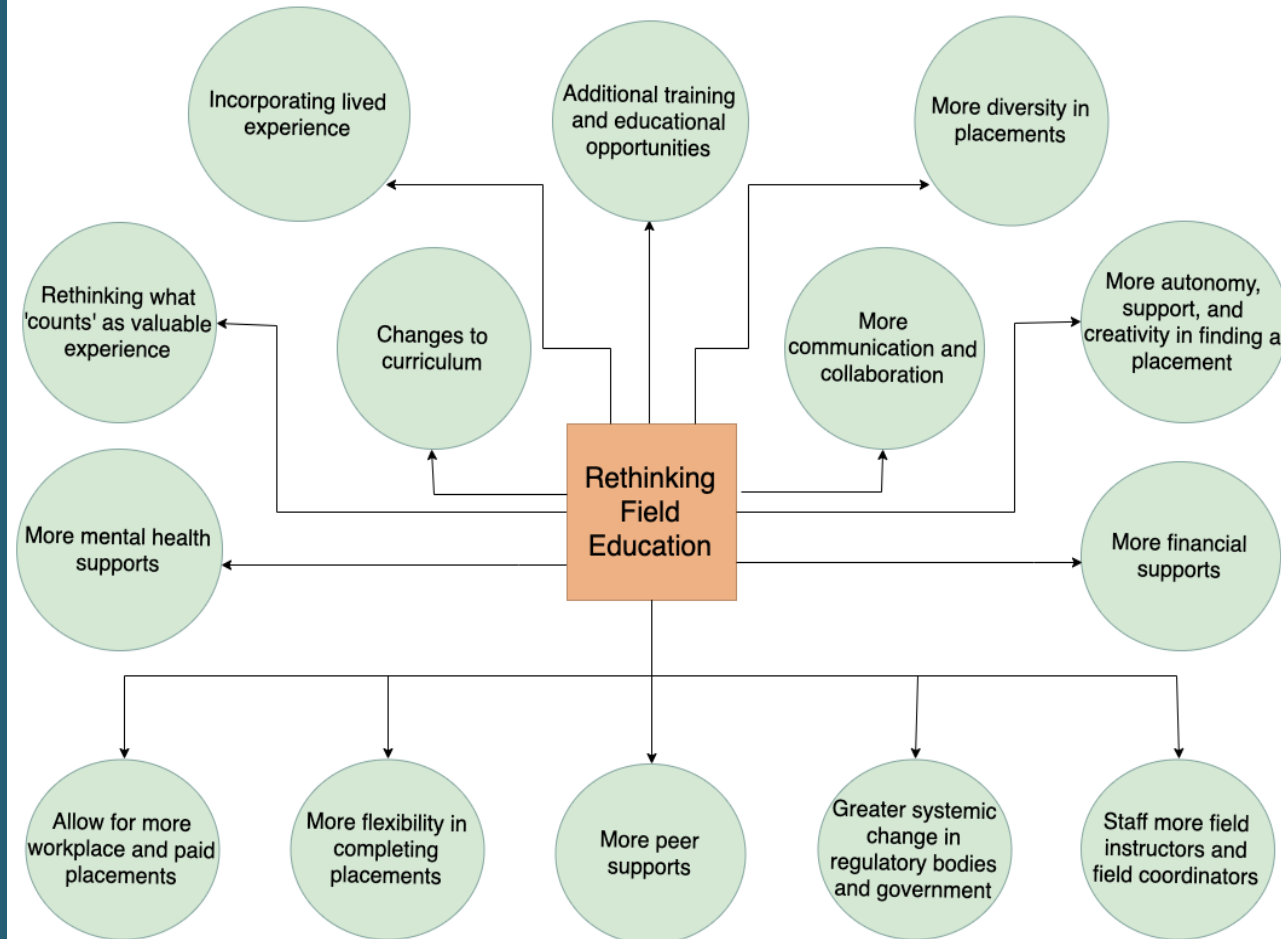 Incorporating lived
experience
Additional training
and educational
opportunities
More diversity in
placements
Rethinking what
'counts' as valuable
experience
Changes to
curriculum
More
communication and
collaboration
More autonomy,
support, and
creativity in finding a
placement
Rethinking
Field
Education
More mental health
supports
More financial
supports
Allow for more
workplace and paid
placements
More flexibility in
completing
placements
More peer
supports
Greater systemic
change in
regulatory bodies
and government
Staff more field
instructors and
field coordinators